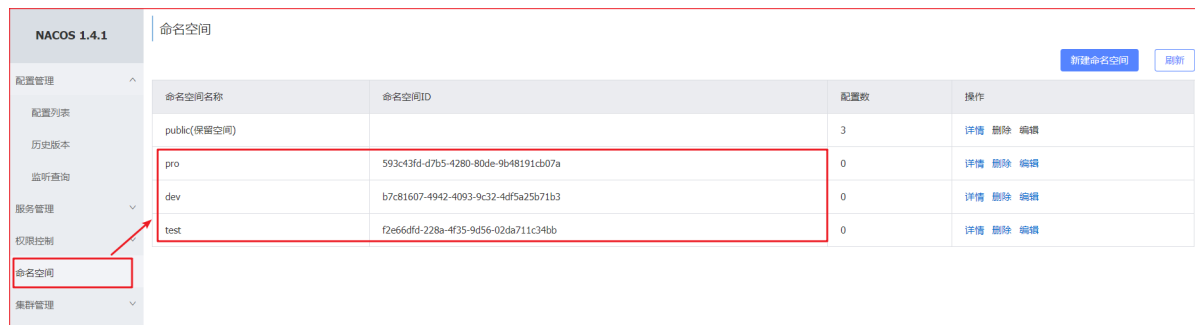 NACOS 1.4.1
命名空间
新建命名空间 刷新
配置管理
配置列表
历史版本
监听查询
服务管理
权限控制
命名空间
集群管理
命名空间名称 命名空间ID 配置数 操作
public(保留空间) 3 详情 删除 编辑
pro 593c43fd-d7b5-4280-80de-9b48191cb07a 0 详情 删除 编辑
dev b7c81607-4942-4093-9c32-4df5a25b71b3 0 详情 删除 编辑
test f2e66dfd-228a-4f35-9d56-02da711c34bb 0 详情 删除 编辑